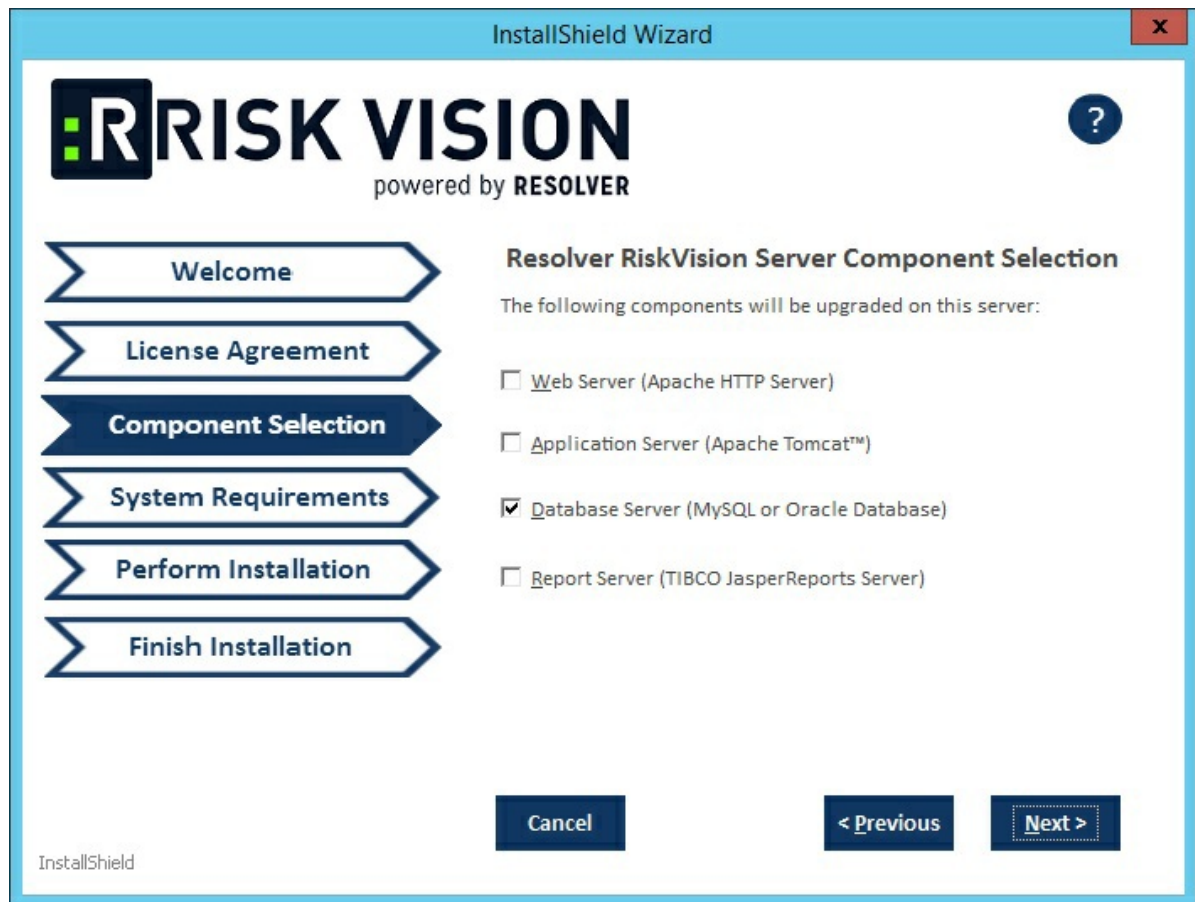 InstallShield Wizard
x
:R RISK VISION
powered by RESOLVER
?
Welcome
License Agreement
Component Selection
System Requirements
Perform Installation
Finish Installation
Resolver RiskVision Server Component Selection
The following components will be upgraded on this server:
Web Server (Apache HTTP Server)
Application Server (Apache Tomcat™)
Database Server (MySQL or Oracle Database)
Report Server (TIBCO JasperReports Server)
Cancel
< Previous
Next >
InstallShield